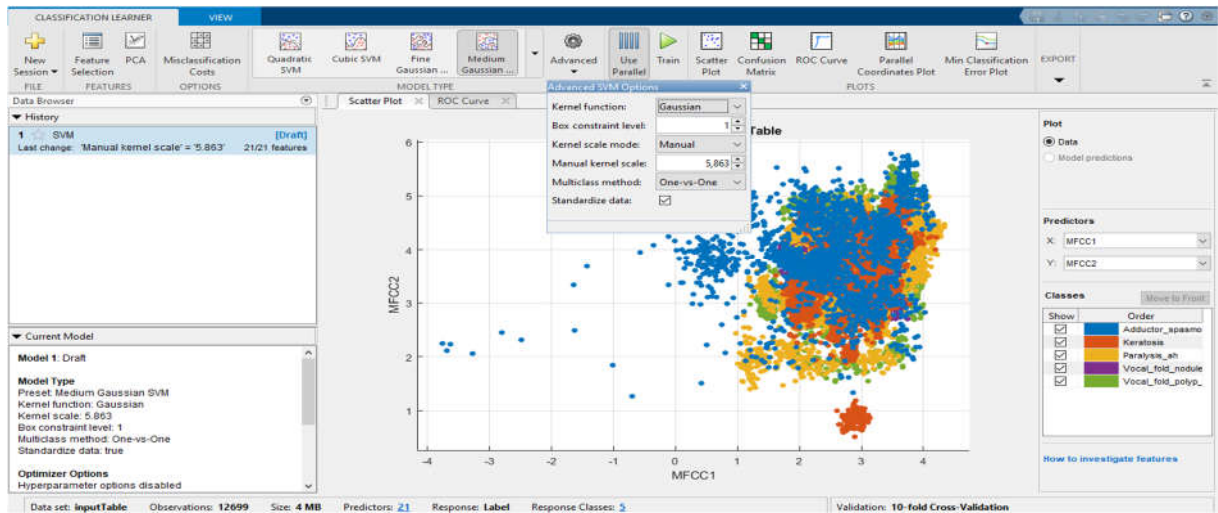 CLASSIFICATION LEARNER
VIEW
New Session
Feature Selection
PCA
Misclassification Costs
Quadratic SVM
Cubic SVM
Fine Gaussian ...
Medium Gaussian ...
Advanced
Use Parallel
Train
Scatter Plot
Confusion Matrix
ROC Curve
Parallel Coordinates Plot
Min Classification Error Plot
EXPORT
FILE
FEATURES
OPTIONS
MODEL TYPE
PLOTS
Data Browser
History
1 SVM [Draft]
Last change: 'Manual kernel scale' = '5.863' 21/21 features
Current Model
Model 1: Draft
Model Type
Preset: Medium Gaussian SVM
Kernel function: Gaussian
Kernel scale: 5.863
Box constraint level: 1
Multiclass method: One-vs-One
Standardize data: true
Optimizer Options
Hyperparameter options disabled
Scatter Plot
ROC Curve
Advanced SVM Options
Kernel function: Gaussian
Box constraint level: 1
Kernel scale mode: Manual
Manual kernel scale: 5,863
Multiclass method: One-vs-One
Standardize data:
Table
6
5
4
3
2
1
MFCC2
-4 -3 -2 -1 0 1 2 3 4
MFCC1
Plot
Data
Model predictions
Predictors
X: MFCC1
Y: MFCC2
Classes
Move to Front
Show Order
Adductor_spasmo
Keratosis
Paralysis_ah
Vocal_fold_nodule
Vocal_fold_polyp_
How to investigate features
Data set: inputTable Observations: 12699 Size: 4 MB Predictors: 21 Response: Label Response Classes: 5 Validation: 10-fold Cross-Validation